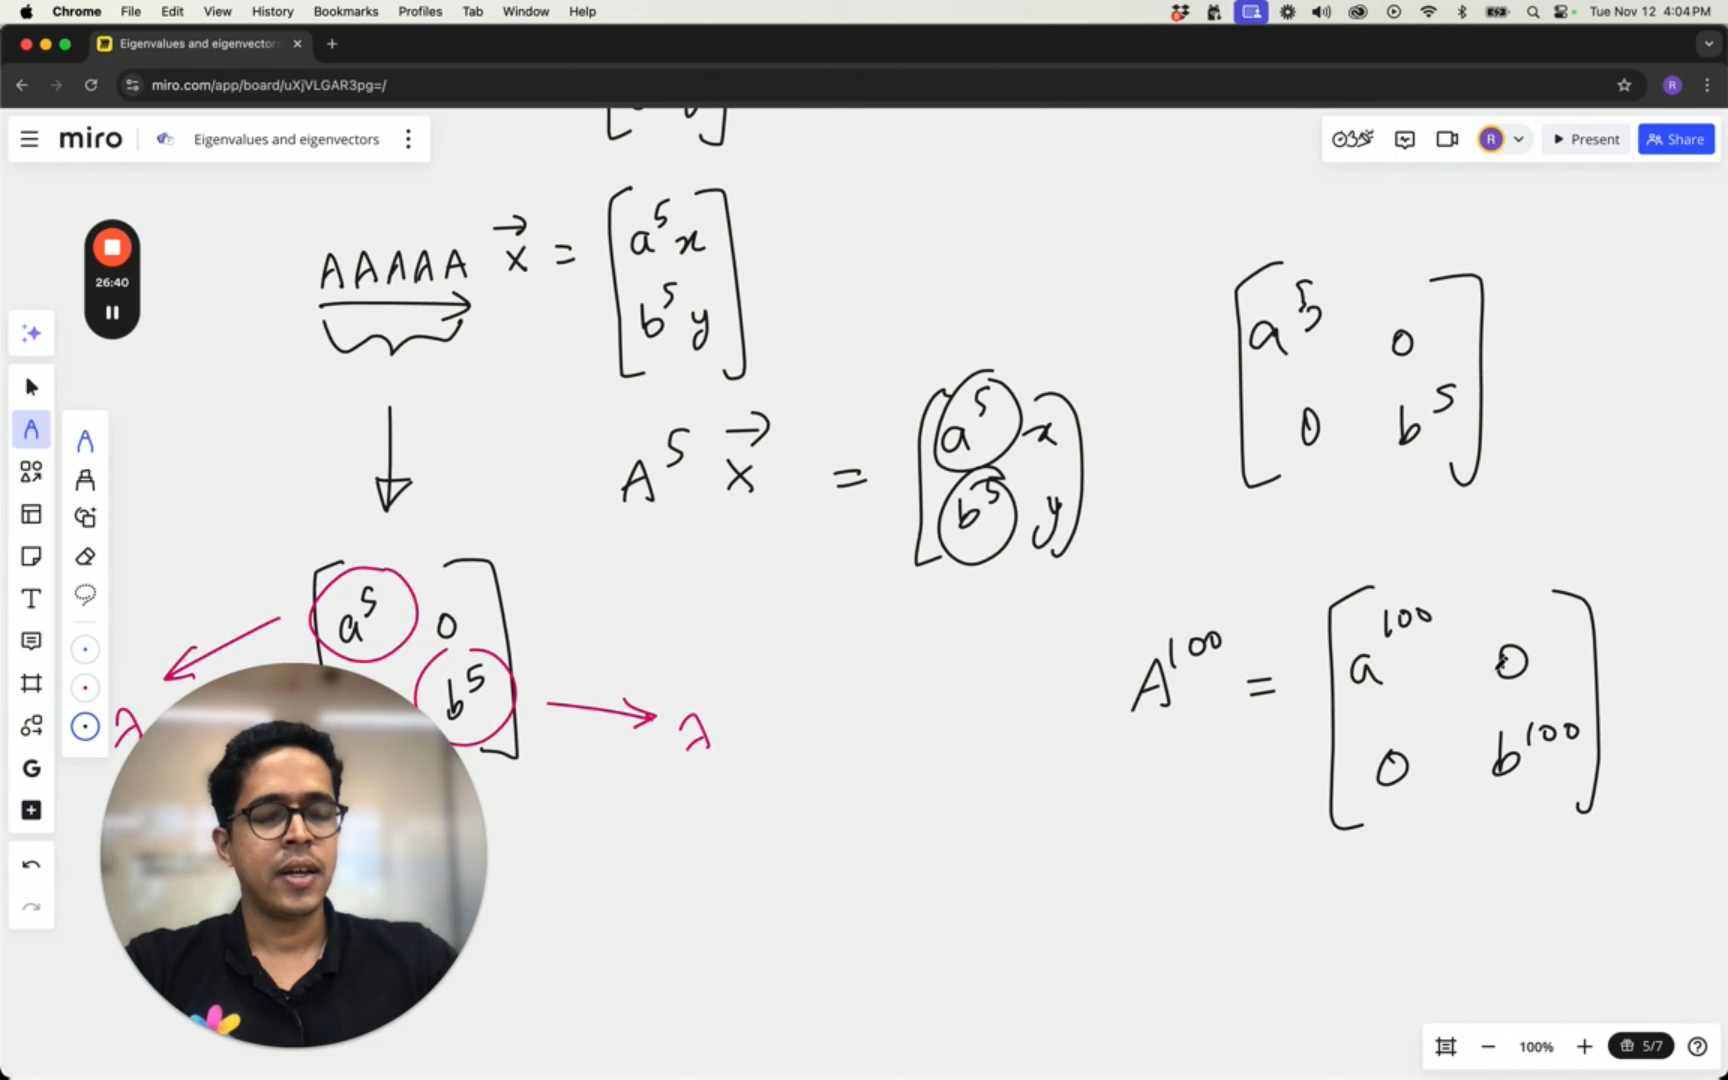 Chrome File Edit View History Bookmarks Profiles Tab Window Help Tue Nov 12 4:04 PM
Eigenvalues and eigenvector
miro.com/app/board/uXjVLGAR3pg=/ R
miro Eigenvalues and eigenvectors R Present Share
26:40
AAAAA x⃗ = [a⁵x
b⁵y]
A⁵ x⃗ = [a⁵ x
b⁵ y]
[a⁵ 0
0 b⁵]
[a⁵ 0
b⁵]
λ
λ
A¹⁰⁰ = [a¹⁰⁰ 0
0 b¹⁰⁰]
T
G
100% 5/7